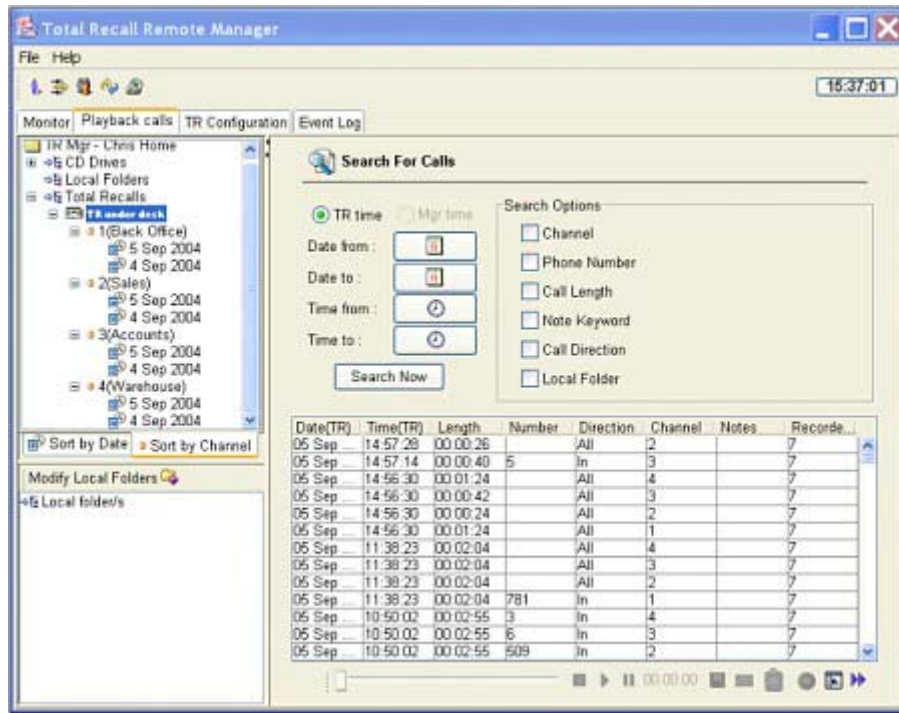 Total Recall Remote Manager
File Help
15:37:01
Monitor Playback calls TR Configuration Event Log
TR Mgr - Chris Home
CD Drives
Local Folders
Total Recalls
TR under desk
1(Back Office)
5 Sep 2004
4 Sep 2004
2(Sales)
5 Sep 2004
4 Sep 2004
3(Accounts)
5 Sep 2004
4 Sep 2004
4(Warehouse)
5 Sep 2004
4 Sep 2004
Sort by Date Sort by Channel
Modify Local Folders
Local folder/s
Search For Calls
TR time Mgr time
Date from :
Date to :
Time from :
Time to :
Search Now
Search Options
Channel
Phone Number
Call Length
Note Keyword
Call Direction
Local Folder
Date(TR) Time(TR) Length Number Direction Channel Notes Recorde...
05 Sep ... 14:57:28 00:00:26 All 2 7
05 Sep ... 14:57:14 00:00:40 5 In 3 7
05 Sep ... 14:56:30 00:01:24 All 4 7
05 Sep ... 14:56:30 00:00:42 All 3 7
05 Sep ... 14:56:30 00:00:24 All 2 7
05 Sep ... 14:56:30 00:01:24 All 1 7
05 Sep ... 11:38:23 00:02:04 All 4 7
05 Sep ... 11:38:23 00:02:04 All 3 7
05 Sep ... 11:38:23 00:02:04 All 2 7
05 Sep ... 11:38:23 00:02:04 781 In 1 7
05 Sep ... 10:50:02 00:02:55 3 In 4 7
05 Sep ... 10:50:02 00:02:55 6 In 3 7
05 Sep ... 10:50:02 00:02:55 509 In 2 7
00:00:00